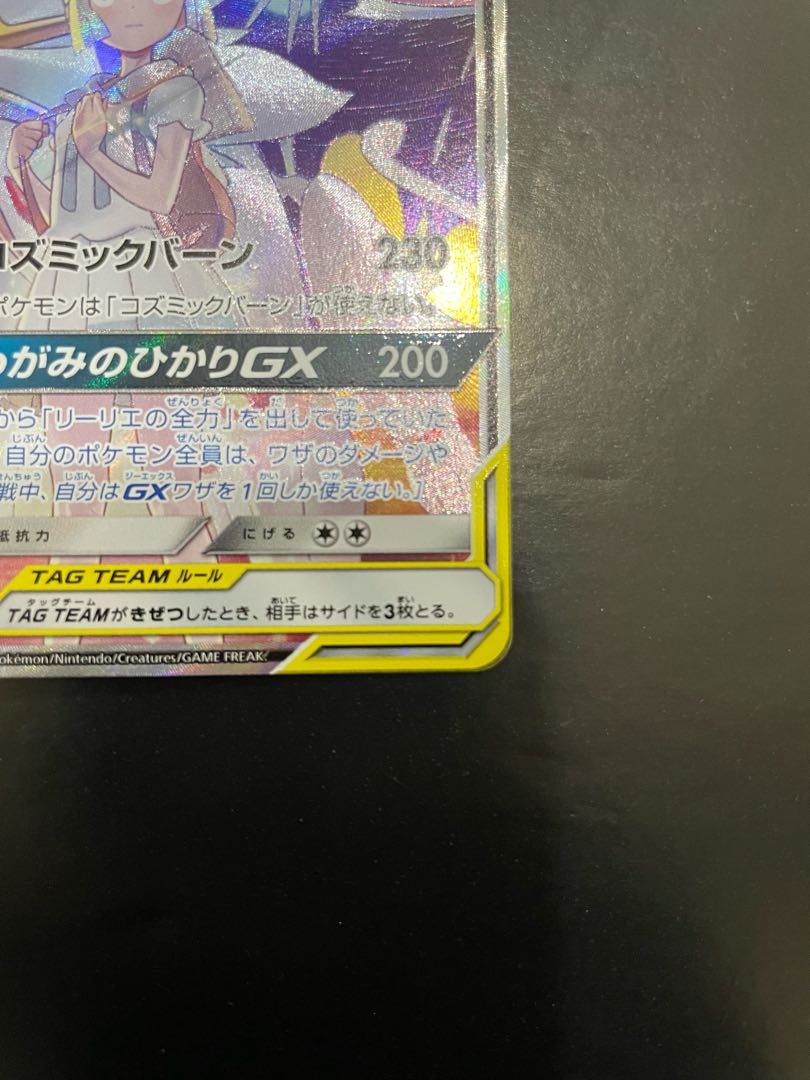 コズミックバーン 230
ポケモンは「コズミックバーン」が使えない。
つがみのひかりGX 200
から「リーリエの全力」を出して使っていた
自分のポケモン全員は、ワザのダメージや
戦中、自分はGXワザを1回しか使えない。]
抵抗力 にげる
TAG TEAM ルール
TAG TEAMがきぜつしたとき、相手はサイドを3枚とる。
okémon/Nintendo/Creatures/GAME FREAK.